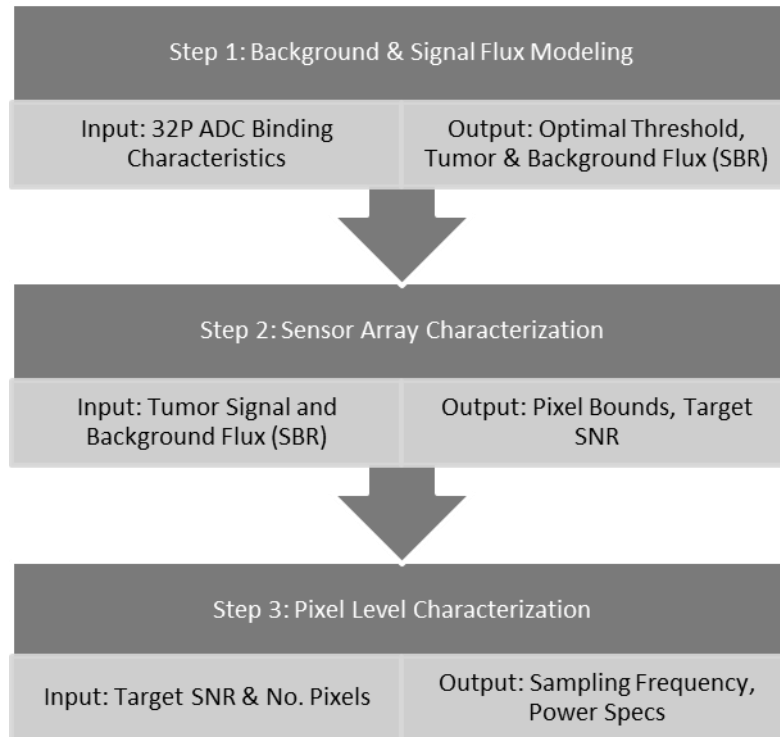 Step 1: Background & Signal Flux Modeling
Input: 32P ADC Binding
Characteristics
Output: Optimal Threshold,
Tumor & Background Flux (SBR)
Step 2: Sensor Array Characterization
Input: Tumor Signal and
Background Flux (SBR)
Output: Pixel Bounds, Target
SNR
Step 3: Pixel Level Characterization
Input: Target SNR & No. Pixels
Output: Sampling Frequency,
Power Specs